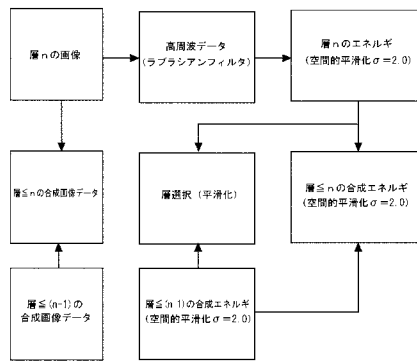 層nの画像
高周波データ
(ラプラシアンフィルタ)
層nのエネルギ
(空間的平滑化σ=2.0)
層≦nの合成画像データ
層選択(平滑化)
層≦nの合成エネルギ
(空間的平滑化σ=2.0)
層≦(n-1)の
合成画像データ
層≦(n-1)の合成エネルギ
(空間的平滑化σ=2.0)